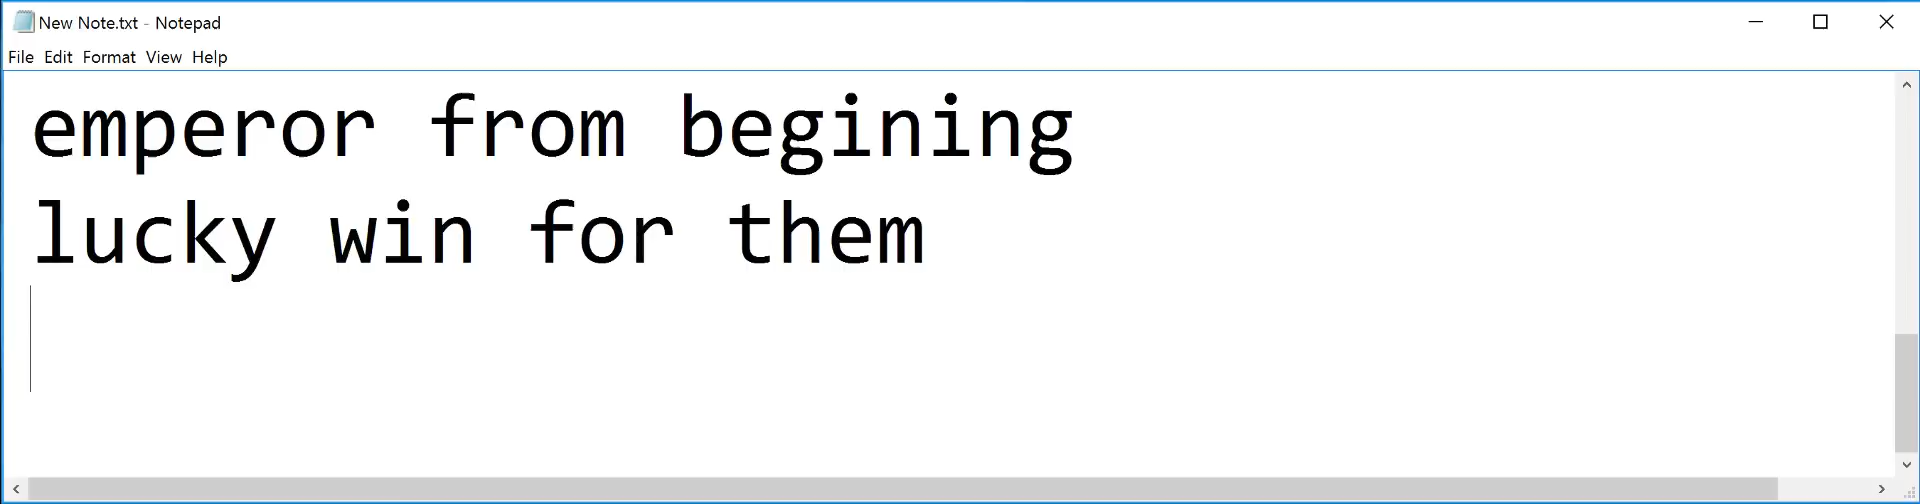 New Note.txt - Notepad
File Edit Format View Help
emperor from begining
lucky win for them